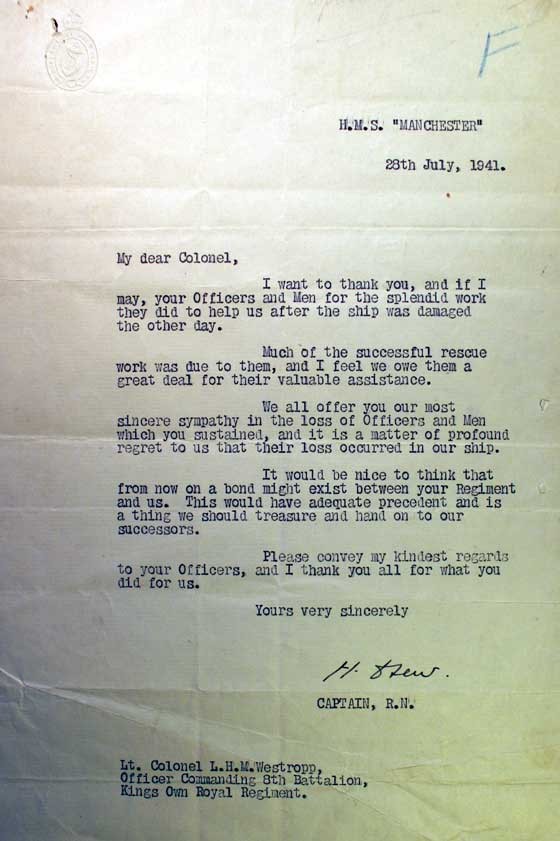 F
H.M.S. "MANCHESTER"
28th July, 1941.
My dear Colonel,
I want to thank you, and if I
may, your Officers and Men for the splendid work
they did to help us after the ship was damaged
the other day.
Much of the successful rescue
work was due to them, and I feel we owe them a
great deal for their valuable assistance.
We all offer you our most
sincere sympathy in the loss of Officers and Men
which you sustained, and it is a matter of profound
regret to us that their loss occurred in our ship.
It would be nice to think that
from now on a bond might exist between your Regiment
and us.  This would have adequate precedent and is
a thing we should treasure and hand on to our
successors.
Please convey my kindest regards
to your Officers, and I thank you all for what you
did for us.
Yours very sincerely
H. Drew.
CAPTAIN, R.N.
Lt. Colonel L.H.M.Westropp,
Officer Commanding 8th Battalion,
Kings Own Royal Regiment.